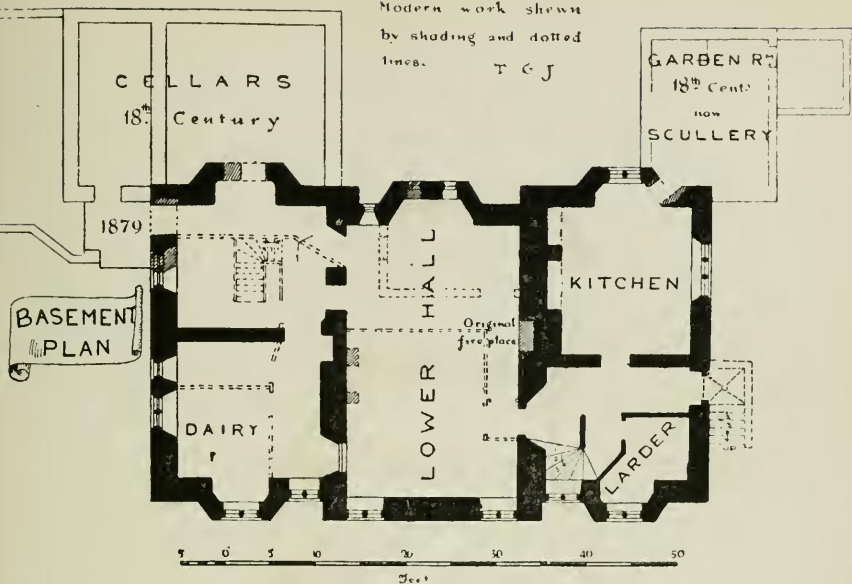 Modern work shewn
by shading and dotted
lines. T G J
CELLARS
18th Century
GARDEN Rm
18th Cent:
now
SCULLERY
1879
BASEMENT
PLAN
LOWER HALL
KITCHEN
Original
fire place
DAIRY
LARDER
5 0 5 10 20 30 40 50
Feet